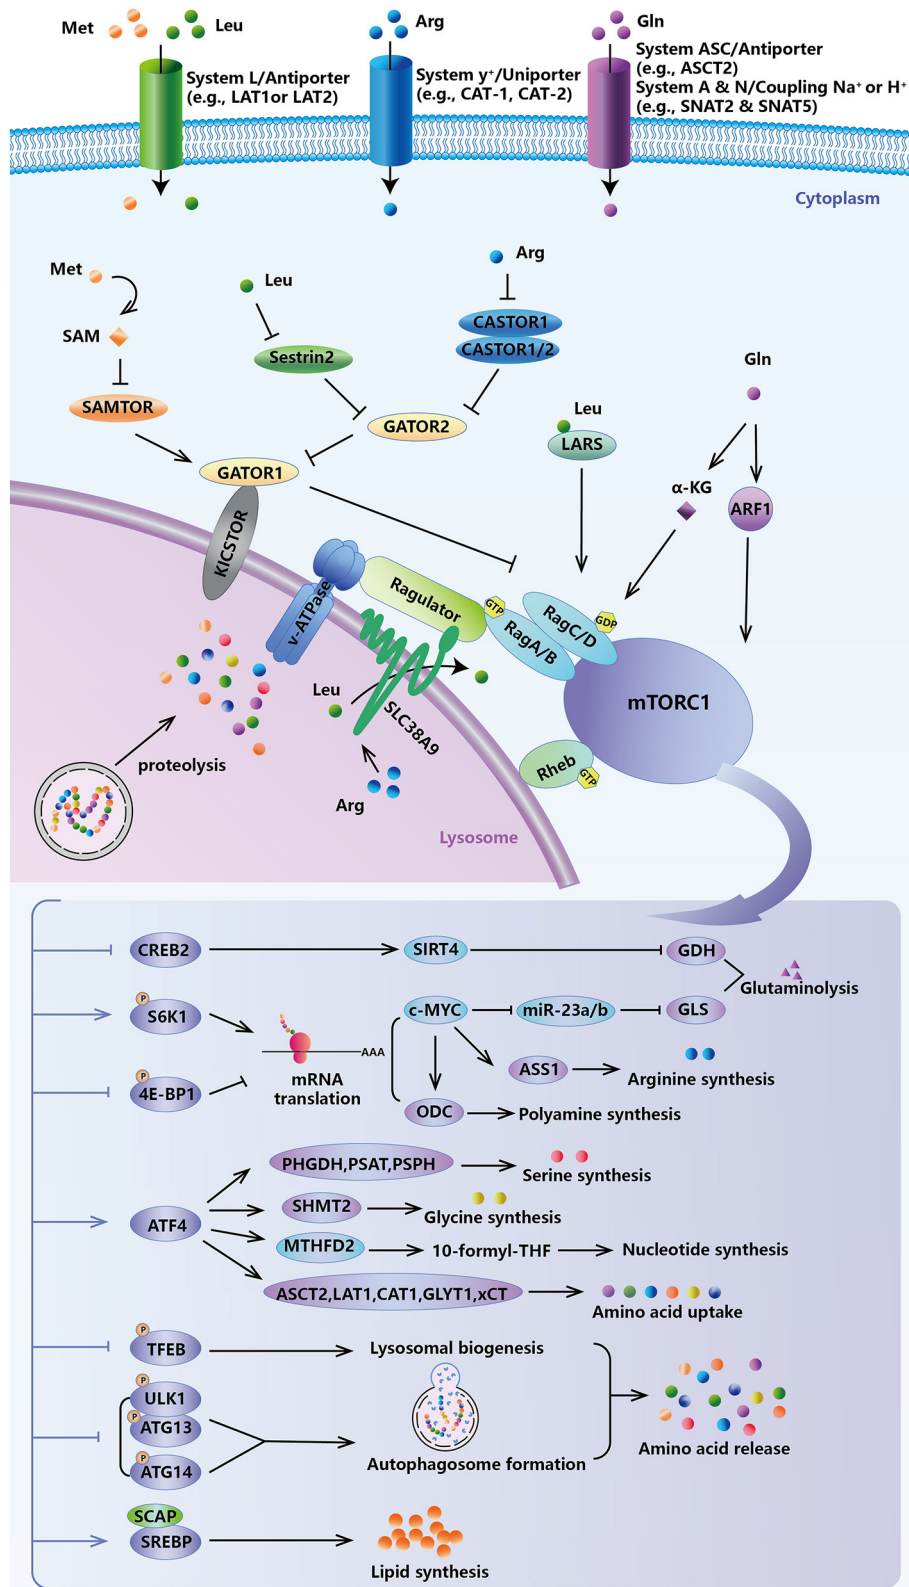 Met
Leu
Arg
Gln
System L/Antiporter
(e.g., LAT1or LAT2)
System y⁺/Uniporter
(e.g., CAT-1, CAT-2)
System ASC/Antiporter
(e.g., ASCT2)
System A & N/Coupling Na⁺ or H⁺
(e.g., SNAT2 & SNAT5)
Cytoplasm
Met
Leu
Arg
SAM
CASTOR1
CASTOR1/2
Sestrin2
Gln
SAMTOR
GATOR2
Leu
LARS
GATOR1
α-KG
ARF1
KICSTOR
v-ATPase
Ragulator
GTP
RagA/B
RagC/D
GDP
mTORC1
Leu
SLC38A9
proteolysis
Arg
Rheb
GTP
Lysosome
CREB2
SIRT4
GDH
Glutaminolysis
P
S6K1
c-MYC
miR-23a/b
GLS
AAA
mRNA
translation
P
4E-BP1
ASS1
Arginine synthesis
ODC
Polyamine synthesis
PHGDH,PSAT,PSPH
Serine synthesis
ATF4
SHMT2
Glycine synthesis
MTHFD2
10-formyl-THF
Nucleotide synthesis
ASCT2,LAT1,CAT1,GLYT1,xCT
Amino acid uptake
P
TFEB
Lysosomal biogenesis
P
ULK1
P
ATG13
P
ATG14
Autophagosome formation
Amino acid release
SCAP
SREBP
Lipid synthesis